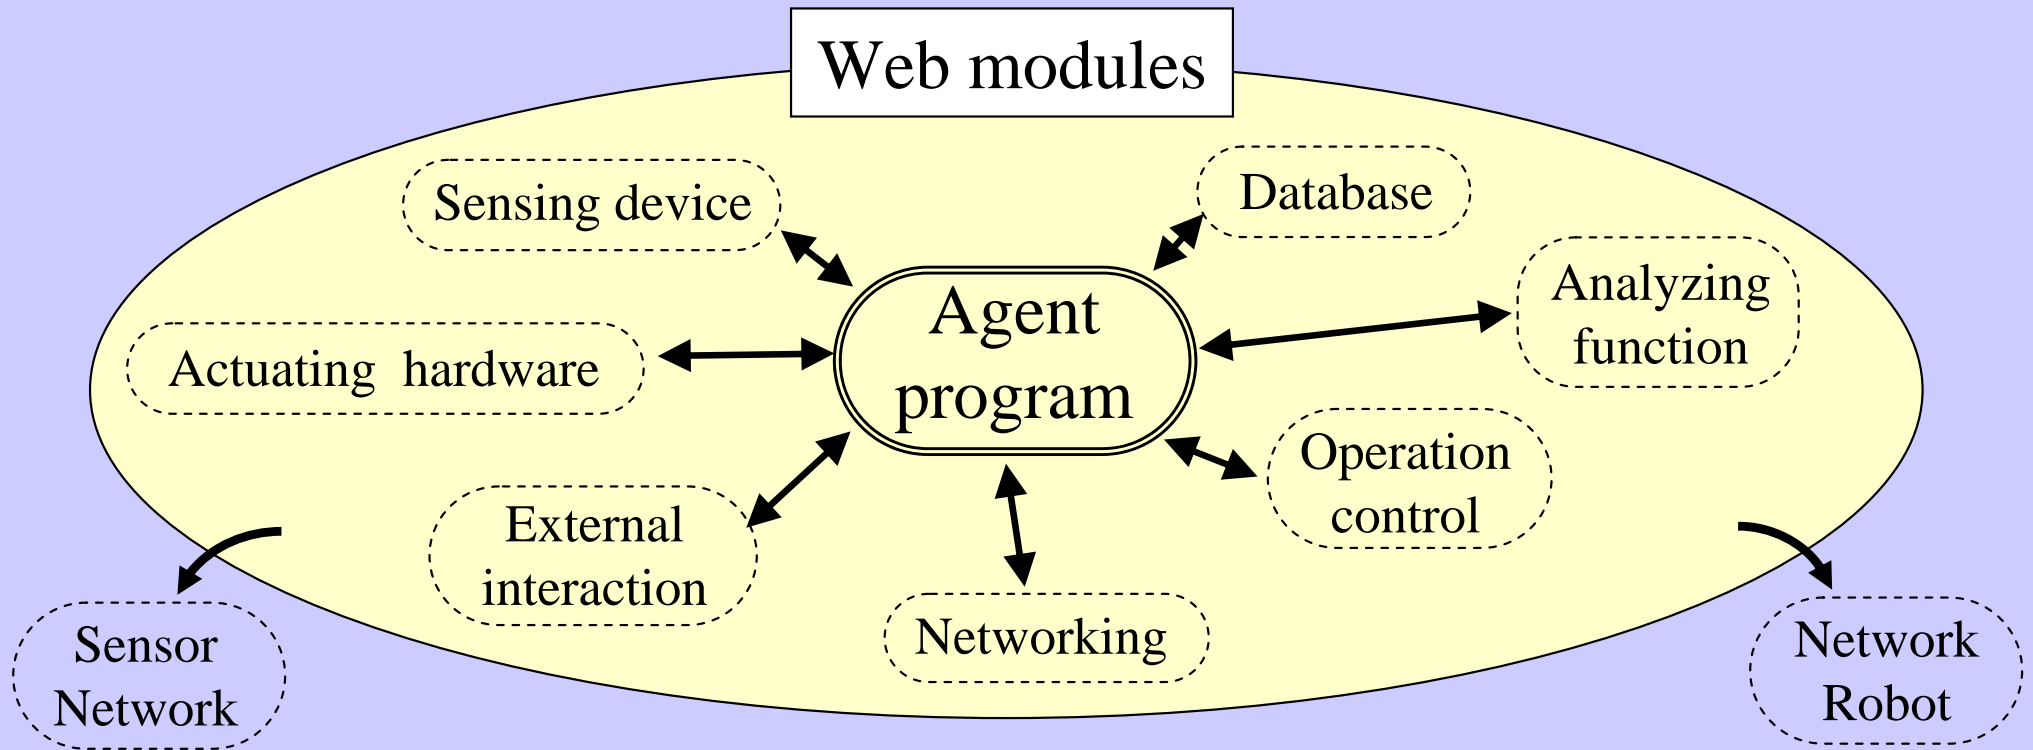 Web modules
Sensing device
Database
Agent
program
Analyzing
function
Actuating hardware
Operation
control
External
interaction
Networking
Sensor
Network
Network
Robot